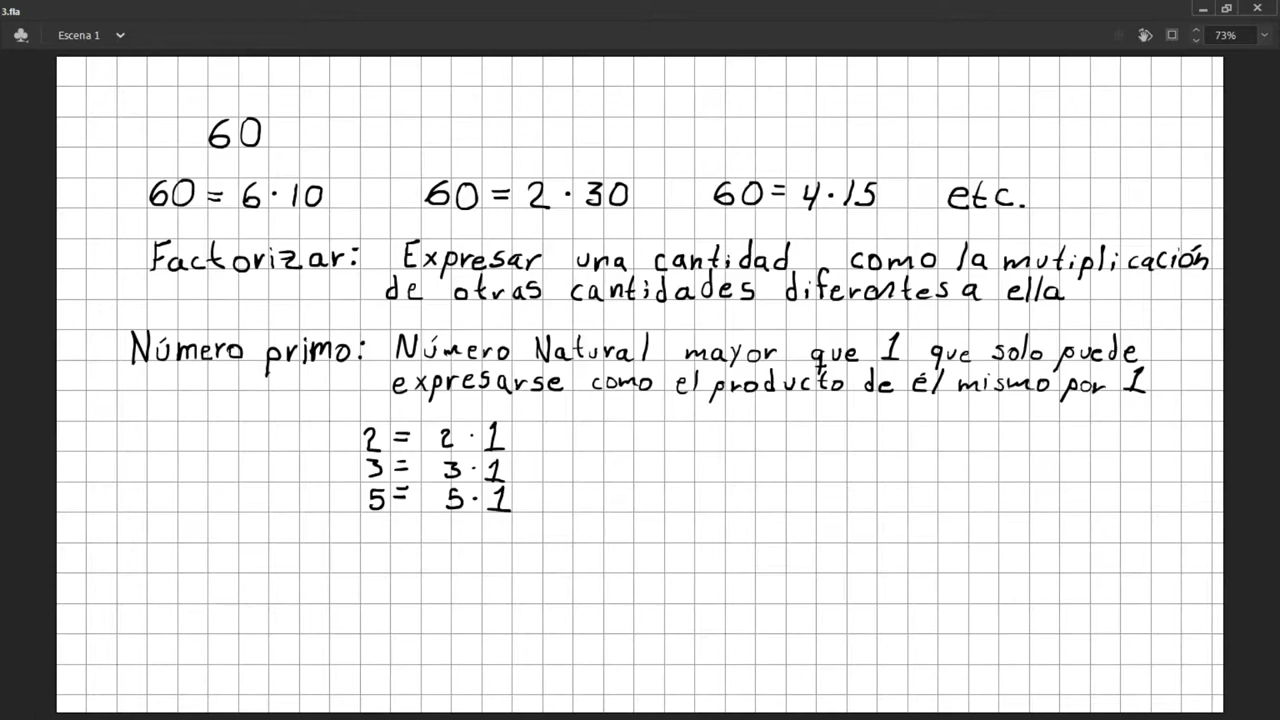 3.fla
Escena 1
73%
60
60 = 6 · 10 60 = 2 · 30 60 = 4 · 15 etc.
Factorizar: Expresar una cantidad como la mutiplicación
de otras cantidades diferentes a ella
Número primo: Número Natural mayor que 1 que solo puede
expresarse como el producto de él mismo por 1
2 = 2 · 1
3 = 3 · 1
5 = 5 · 1